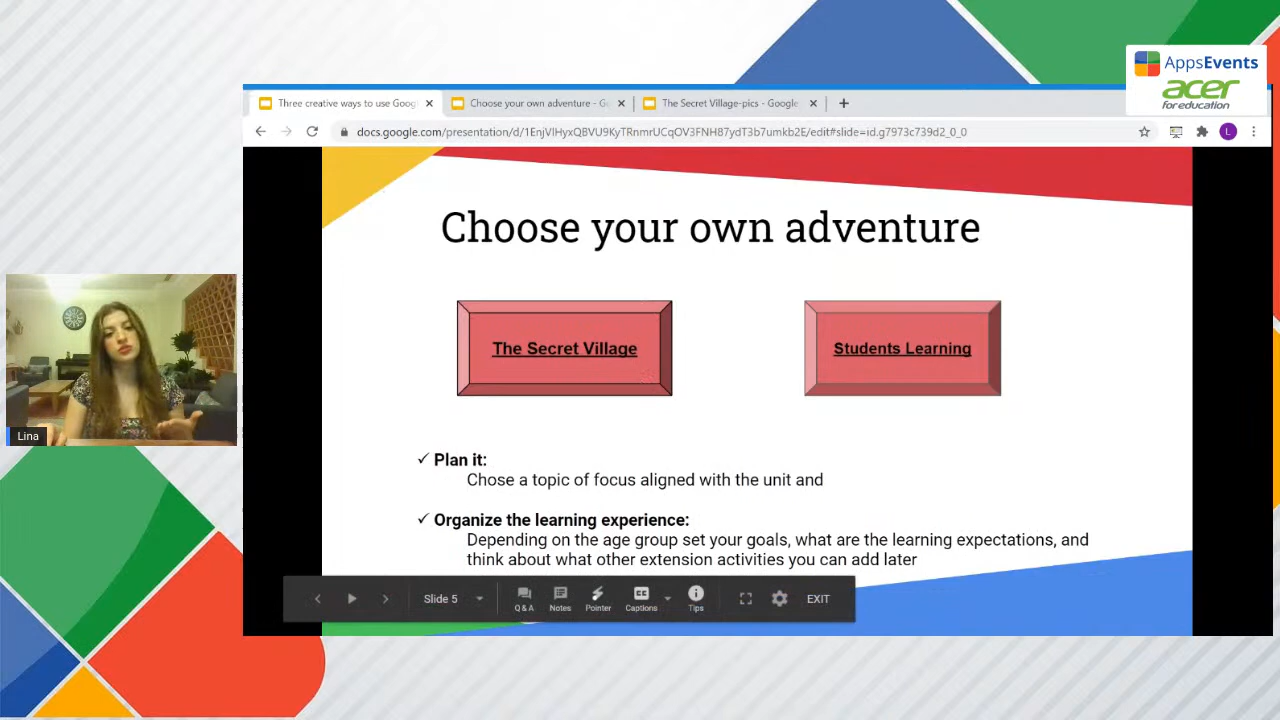 AppsEvents
acer
for education
Three creative ways to use Goog
Choose your own adventure - Go
The Secret Village-pics - Google
docs.google.com/presentation/d/1EnjVlHyxQBVU9KyTRnmrUCqOV3FNH87ydT3b7umkb2E/edit#slide=id.g7973c739d2_0_0
L
Choose your own adventure
The Secret Village
Students Learning
✓ Plan it:
Chose a topic of focus aligned with the unit and
✓ Organize the learning experience:
Depending on the age group set your goals, what are the learning expectations, and
think about what other extension activities you can add later
Lina
Slide 5
Q & A
Notes
Pointer
CC
Captions
Tips
EXIT